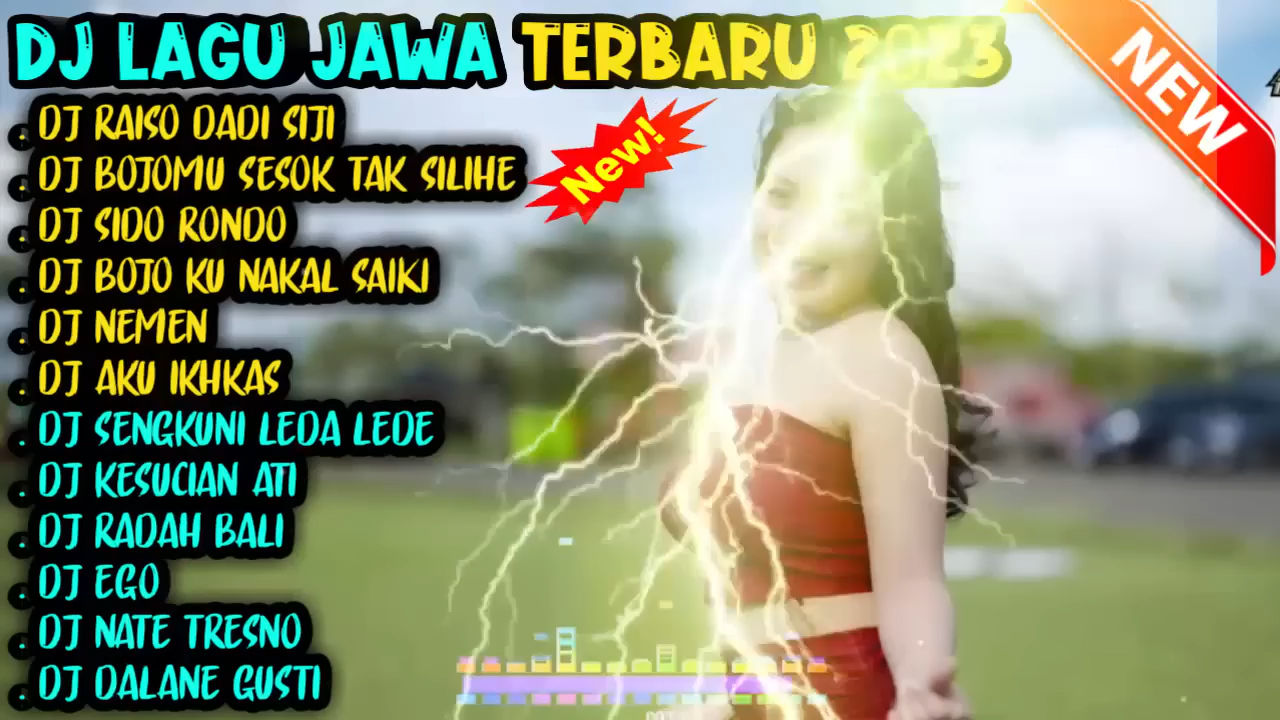 DJ LAGU JAWA TERBARU 2023
NEW
. DJ RAISO DADI SIJI
New!
. DJ BOJOMU SESOK TAK SILIHE
. DJ SIDO RONDO
. DJ BOJO KU NAKAL SAIKI
. DJ NEMEN
. DJ AKU IKHKAS
. DJ SENGKUNI LEDA LEDE
. DJ KESUCIAN ATI
. DJ RADAH BALI
. DJ EGO
. DJ NATE TRESNO
. DJ DALANE GUSTI